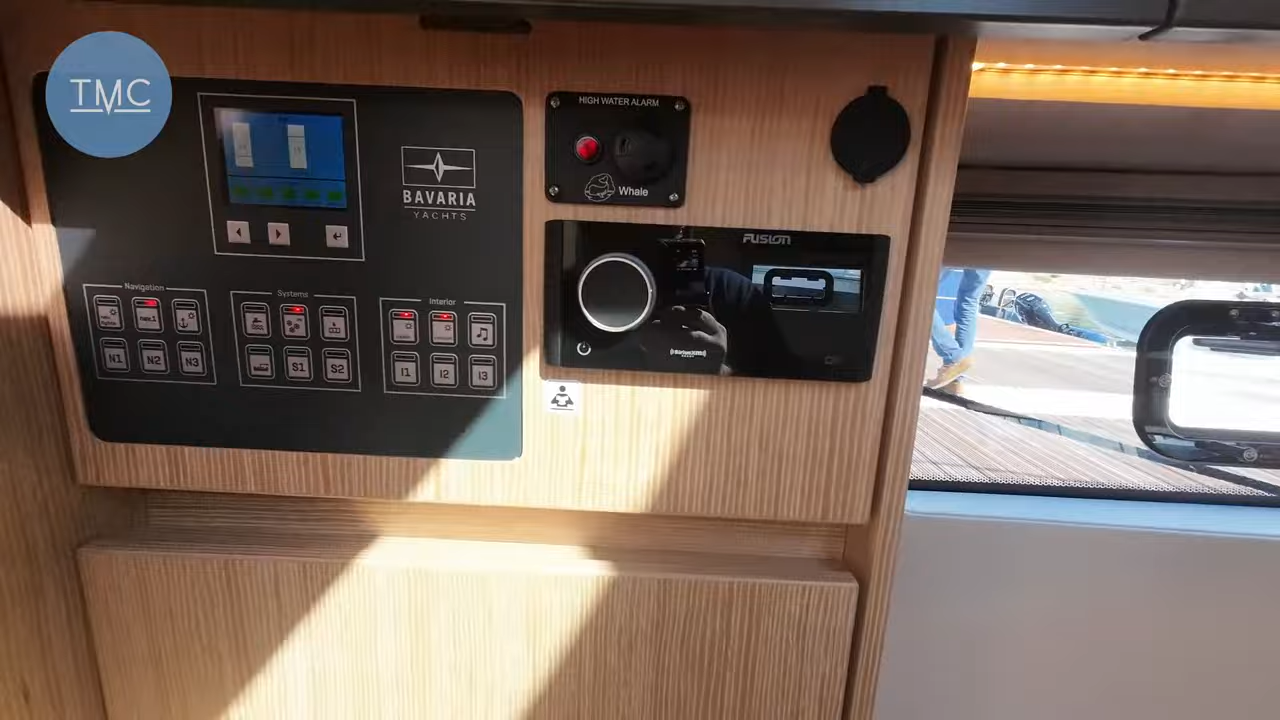 TMC
BAVARIA
YACHTS
HIGH WATER ALARM
Whale
FUSION
Navigation
Systems
Interior
nav1
N1
N2
N3
S1
S2
I1
I2
I3